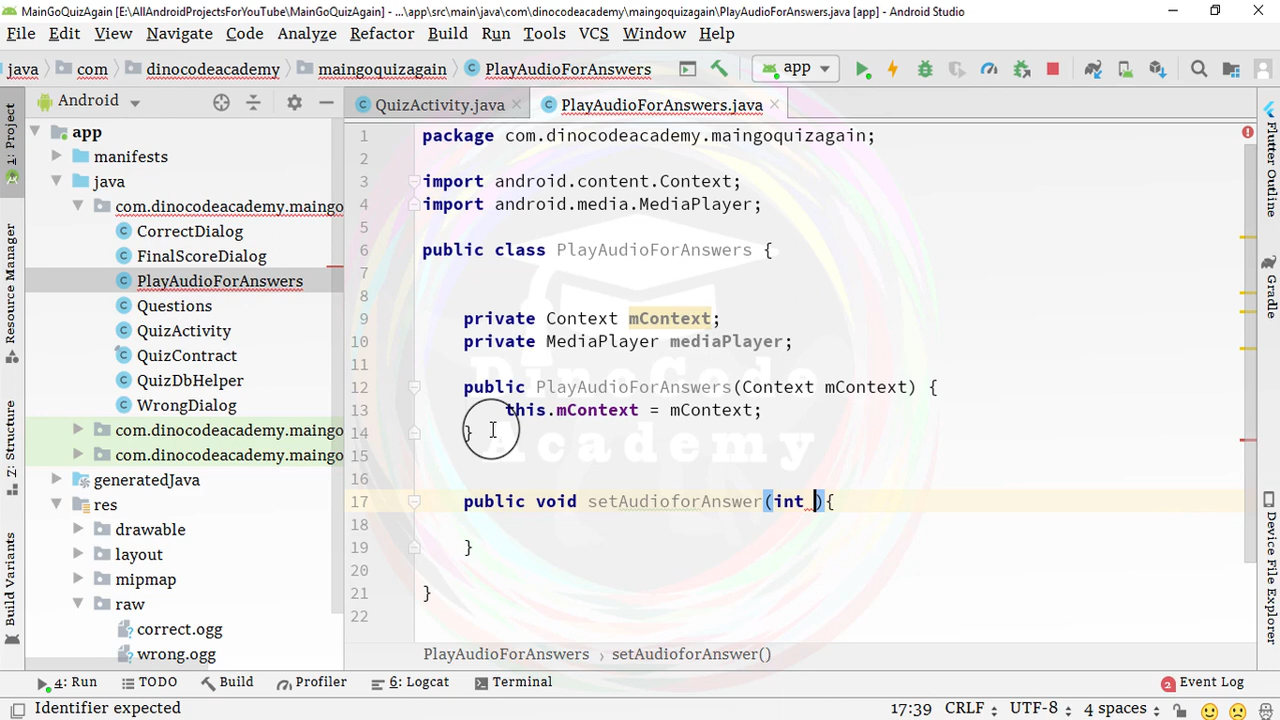 MainGoQuizAgain [E:\AllAndroidProjectsForYouTube\MainGoQuizAgain] - ...\app\src\main\java\com\dinocodeacademy\maingoquizagain\PlayAudioForAnswers.java [app] - Android Studio
File Edit View Navigate Code Analyze Refactor Build Run Tools VCS Window Help
java com dinocodeacademy maingoquizagain PlayAudioForAnswers app
Android QuizActivity.java PlayAudioForAnswers.java
1: Project
Resource Manager
Z: Structure
Build Variants
app
manifests
java
com.dinocodeacademy.maingo
CorrectDialog
FinalScoreDialog
PlayAudioForAnswers
Questions
QuizActivity
QuizContract
QuizDbHelper
WrongDialog
com.dinocodeacademy.maingo
com.dinocodeacademy.maingo
generatedJava
res
drawable
layout
mipmap
raw
correct.ogg
wrong.ogg
1 package com.dinocodeacademy.maingoquizagain;
2
3 import android.content.Context;
4 import android.media.MediaPlayer;
5
6 public class PlayAudioForAnswers {
7
8
9 private Context mContext;
10 private MediaPlayer mediaPlayer;
11
12 public PlayAudioForAnswers(Context mContext) {
13 this.mContext = mContext;
14 }
15
16
17 public void setAudioforAnswer(int ){
18
19 }
20
21 }
22
DinoCode
Academy
PlayAudioForAnswers › setAudioforAnswer()
Flutter Outline
Gradle
Device File Explorer
4: Run TODO Build Profiler 6: Logcat Terminal 2 Event Log
Identifier expected 17:39 CRLF UTF-8 4 spaces